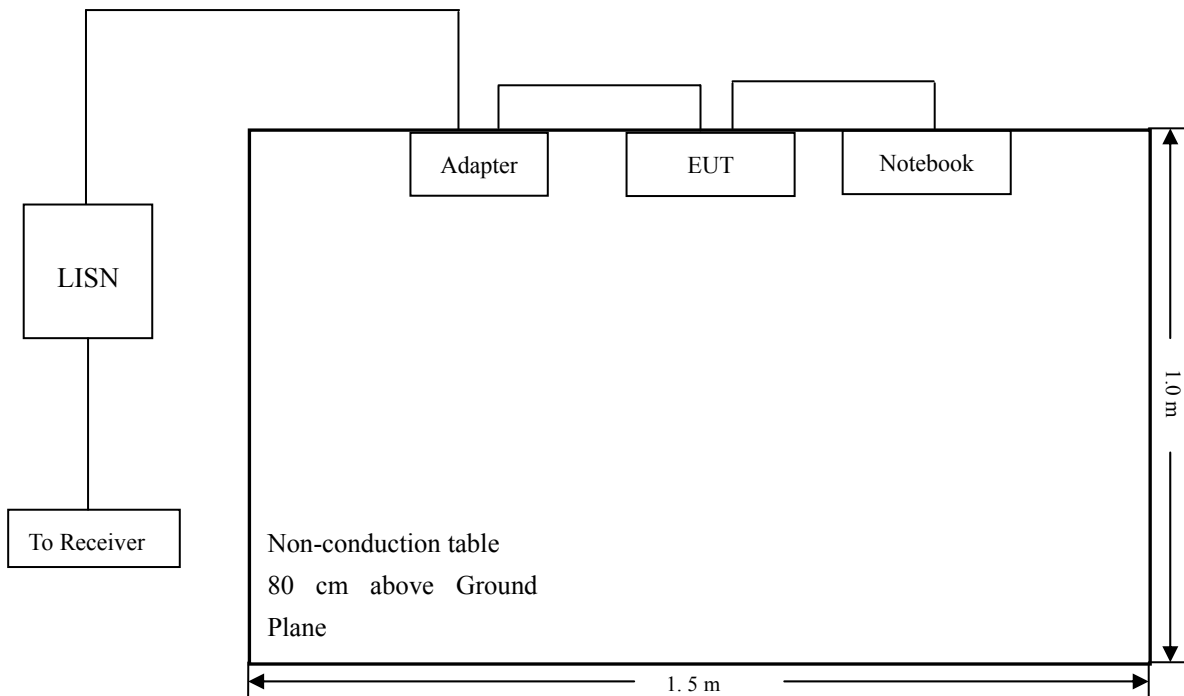 Adapter
EUT
Notebook
LISN
1.0 m
To Receiver
Non-conduction table
80 cm above Ground
Plane
1. 5 m